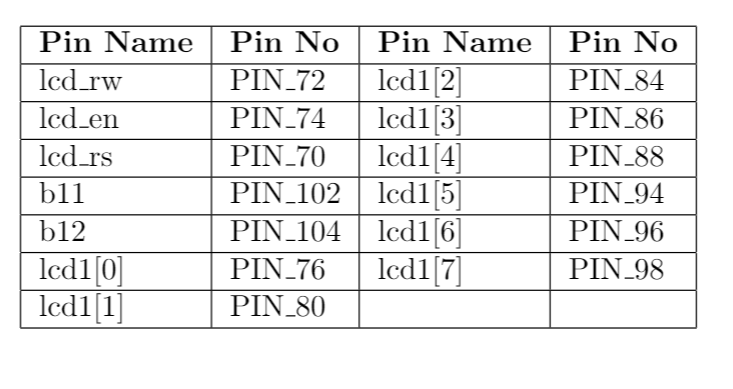 Pin Name Pin No Pin Name Pin No
lcd_rw PIN_72 lcd1[2] PIN_84
lcd_en PIN_74 lcd1[3] PIN_86
lcd_rs PIN_70 lcd1[4] PIN_88
b11 PIN_102 lcd1[5] PIN_94
b12 PIN_104 lcd1[6] PIN_96
lcd1[0] PIN_76 lcd1[7] PIN_98
lcd1[1] PIN_80